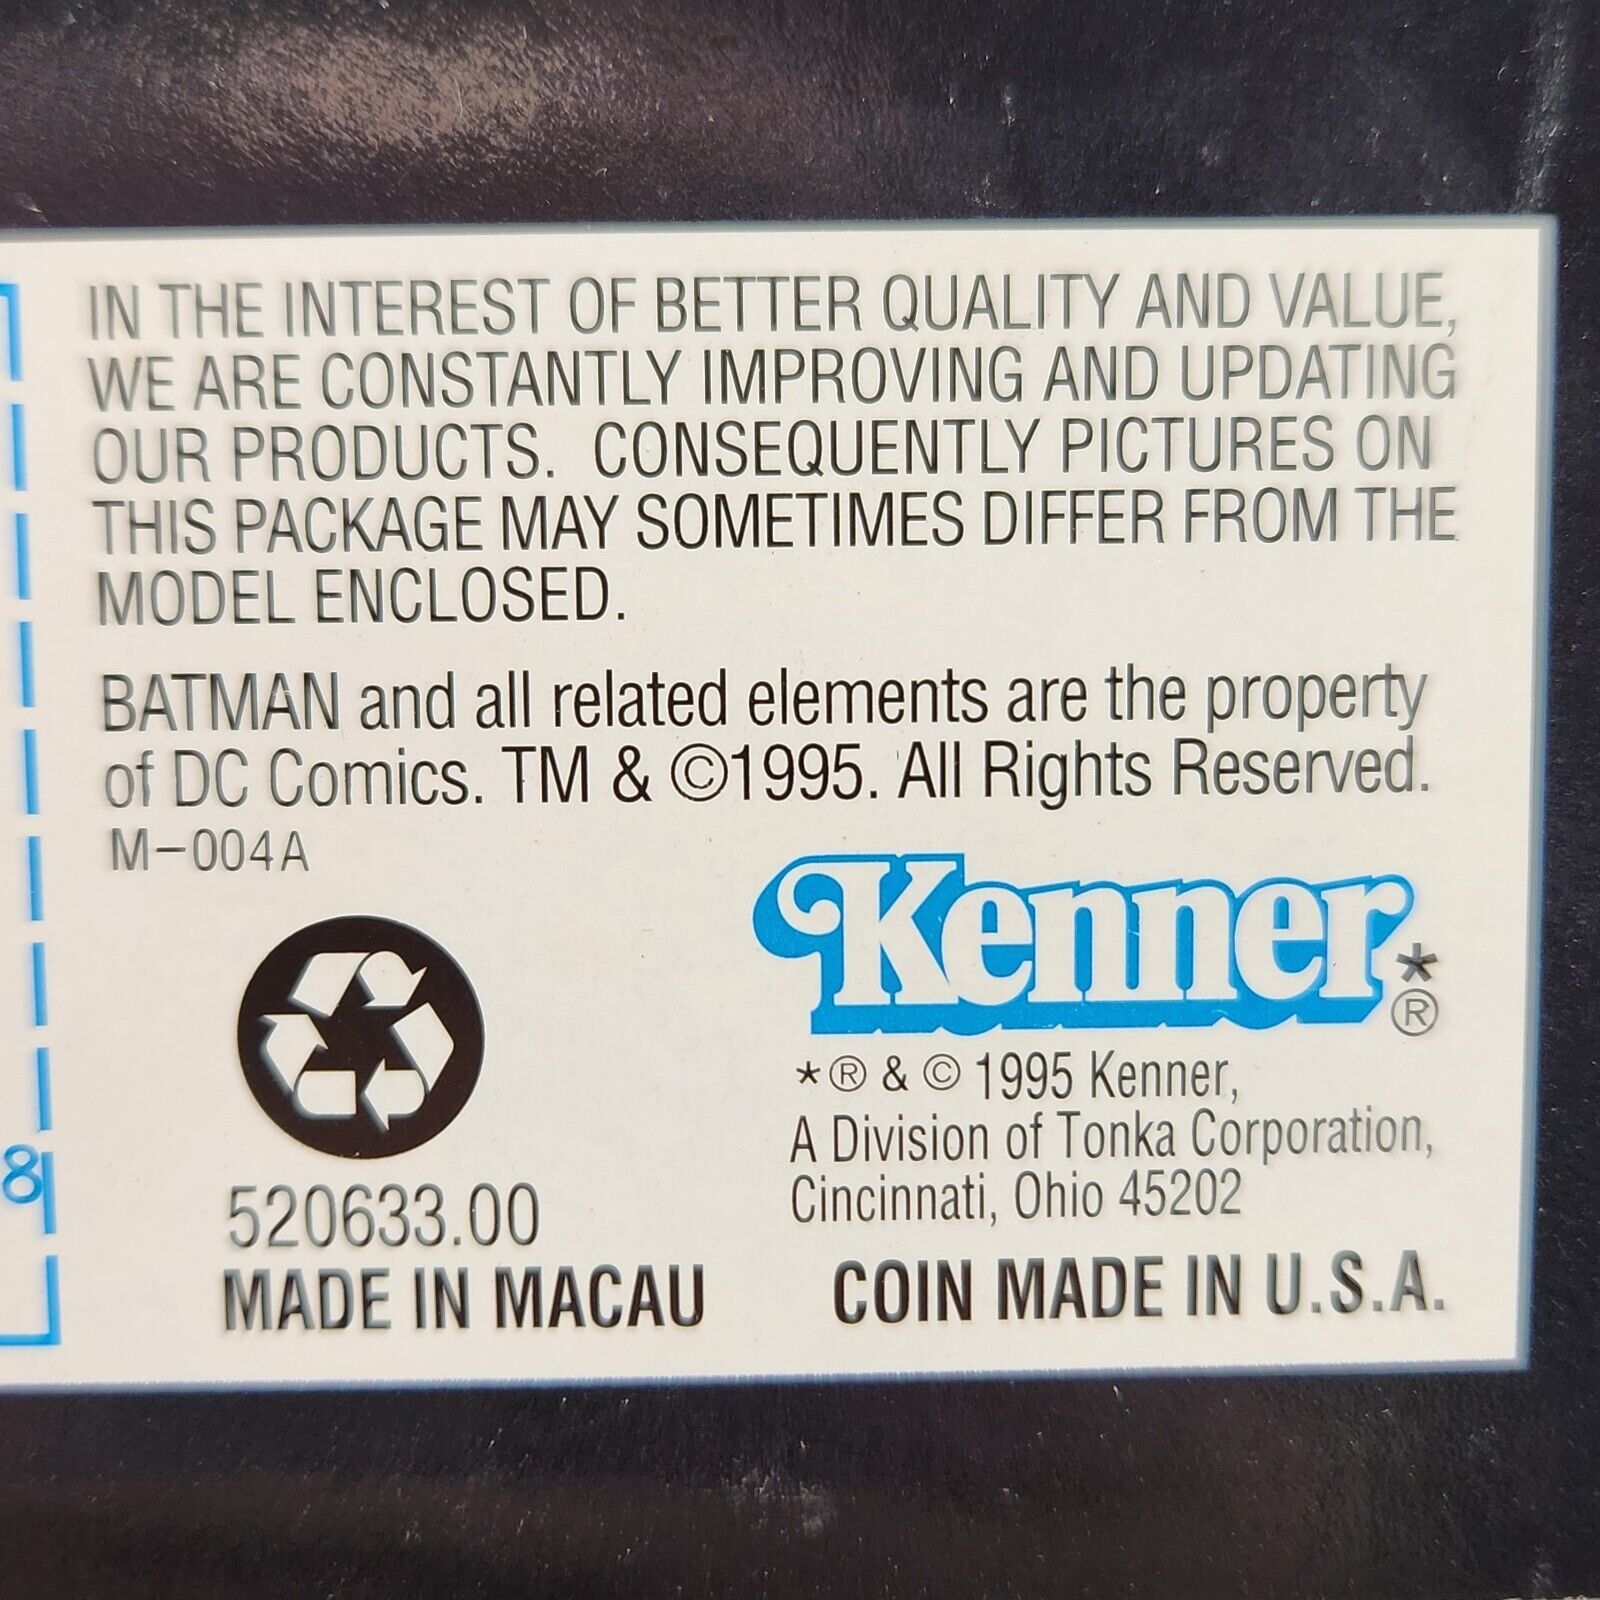 IN THE INTEREST OF BETTER QUALITY AND VALUE,
WE ARE CONSTANTLY IMPROVING AND UPDATING
OUR PRODUCTS. CONSEQUENTLY PICTURES ON
THIS PACKAGE MAY SOMETIMES DIFFER FROM THE
MODEL ENCLOSED.
BATMAN and all related elements are the property
of DC Comics. TM & ©1995. All Rights Reserved.
M-004A
Kenner*®
*® & © 1995 Kenner,
A Division of Tonka Corporation,
Cincinnati, Ohio 45202
8
520633.00
MADE IN MACAU
COIN MADE IN U.S.A.